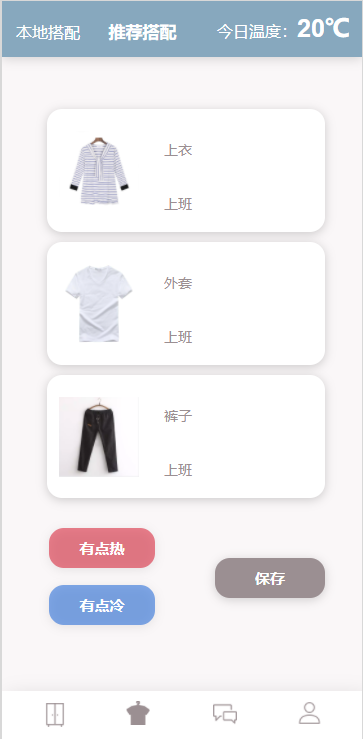 本地搭配 推荐搭配 今日温度：20℃
上衣
上班
外套
上班
裤子
上班
有点热
保存
有点冷